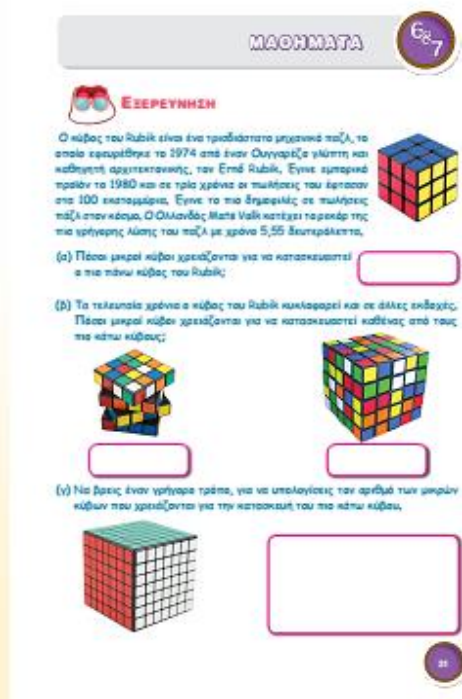 ΜΑΘΗΜΑΤΑ
6&7
ΕΞΕΡΕΥΝΗΣΗ
Ο κύβος του Rubik είναι ένα τρισδιάστατο μηχανικό παζλ, το
οποίο εφευρέθηκε το 1974 από έναν Ουγγαρέζο γλύπτη και
καθηγητή αρχιτεκτονικής, τον Ernő Rubik. Έγινε εμπορικό
προϊόν το 1980 και σε τρία χρόνια οι πωλήσεις του έφτασαν
στα 100 εκατομμύρια. Έγινε το πιο δημοφιλές σε πωλήσεις
πάζλ στον κόσμο. Ο Ολλανδός Mats Valk κατέχει το ρεκόρ της
πιο γρήγορης λύσης του παζλ με χρόνο 5,55 δευτερόλεπτα.
(α) Πόσοι μικροί κύβοι χρειάζονται για να κατασκευαστεί
ο πιο πάνω κύβος του Rubik;
(β) Τα τελευταία χρόνια ο κύβος του Rubik κυκλοφορεί και σε άλλες εκδοχές.
Πόσοι μικροί κύβοι χρειάζονται για να κατασκευαστεί καθένας από τους
πιο κάτω κύβους;
(γ) Να βρεις έναν γρήγορο τρόπο, για να υπολογίσεις τον αριθμό των μικρών
κύβων που χρειάζονται για την κατασκευή του πιο κάτω κύβου.